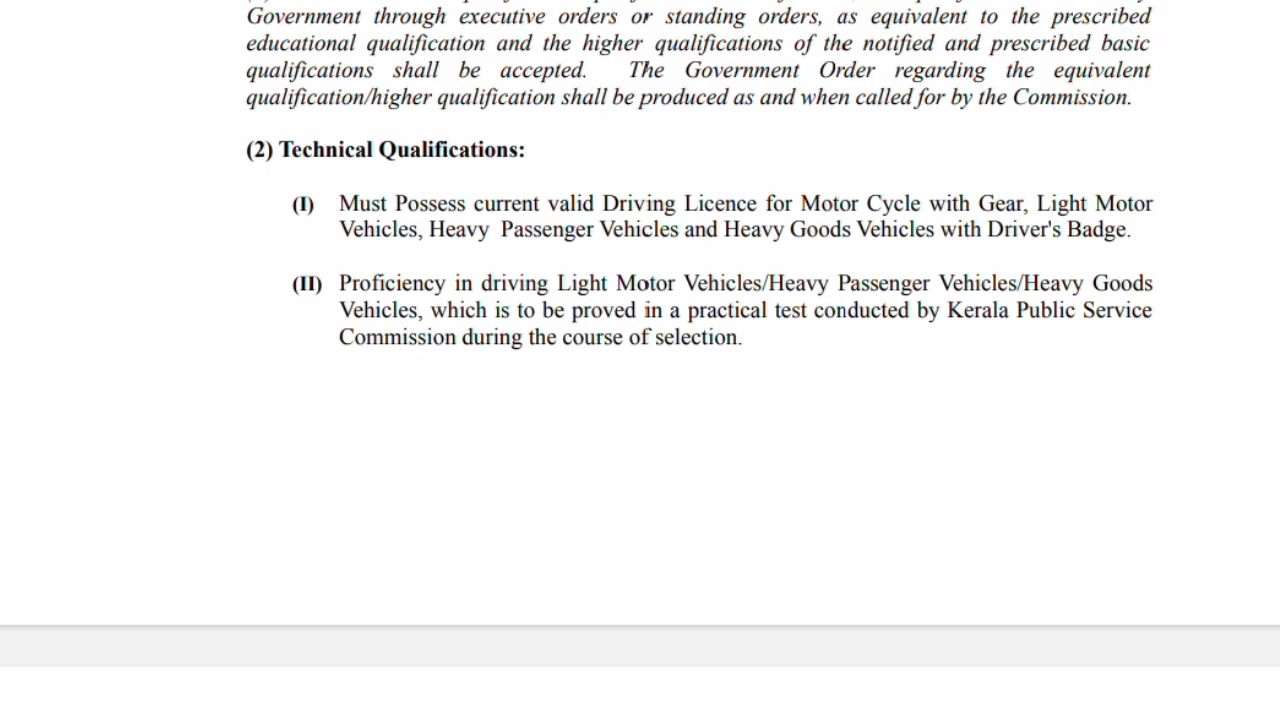 Government through executive orders or standing orders, as equivalent to the prescribed
educational qualification and the higher qualifications of the notified and prescribed basic
qualifications shall be accepted. The Government Order regarding the equivalent
qualification/higher qualification shall be produced as and when called for by the Commission.
(2) Technical Qualifications:
(I) Must Possess current valid Driving Licence for Motor Cycle with Gear, Light Motor
Vehicles, Heavy Passenger Vehicles and Heavy Goods Vehicles with Driver's Badge.
(II) Proficiency in driving Light Motor Vehicles/Heavy Passenger Vehicles/Heavy Goods
Vehicles, which is to be proved in a practical test conducted by Kerala Public Service
Commission during the course of selection.